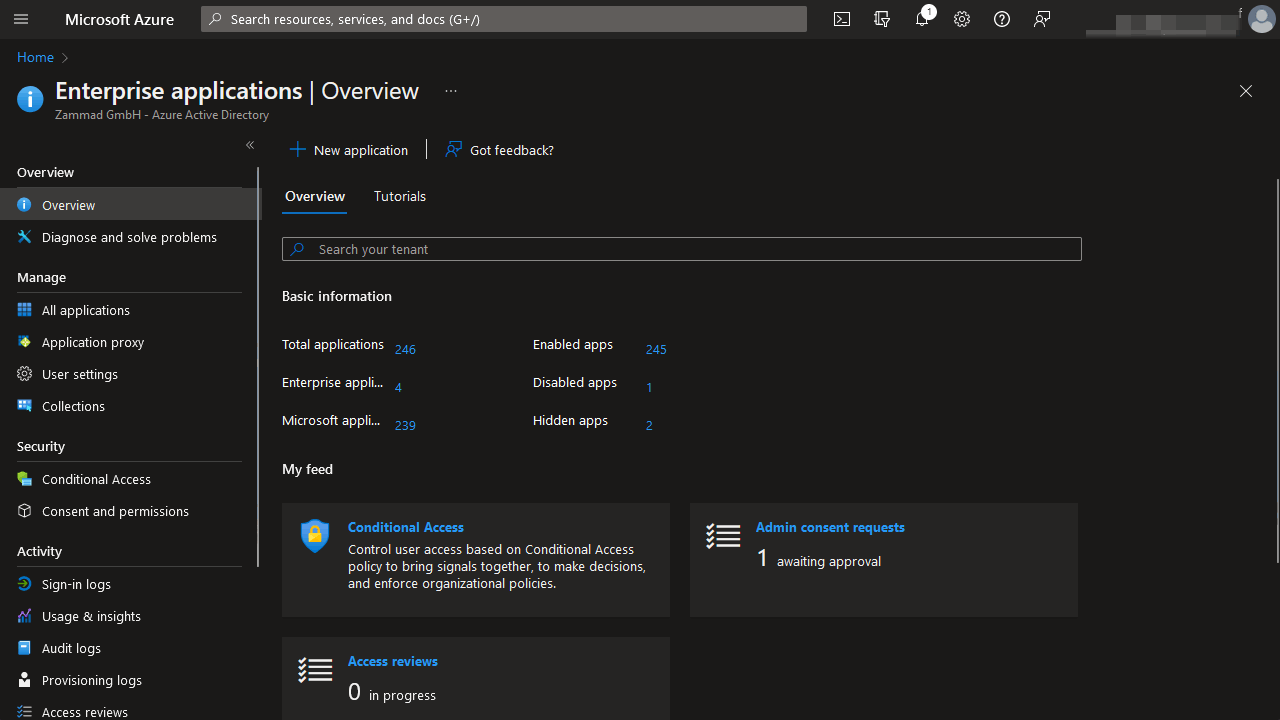 Microsoft Azure
Search resources, services, and docs (G+/)
1
Home
Enterprise applications | Overview
...
Zammad GmbH - Azure Active Directory
«
New application
Got feedback?
Overview
Overview
Diagnose and solve problems
Manage
All applications
Application proxy
User settings
Collections
Security
Conditional Access
Consent and permissions
Activity
Sign-in logs
Usage & insights
Audit logs
Provisioning logs
Access reviews
Overview
Tutorials
Search your tenant
Basic information
Total applications 246
Enabled apps 245
Enterprise appli... 4
Disabled apps 1
Microsoft appli... 239
Hidden apps 2
My feed
Conditional Access
Control user access based on Conditional Access
policy to bring signals together, to make decisions,
and enforce organizational policies.
Admin consent requests
1 awaiting approval
Access reviews
0 in progress